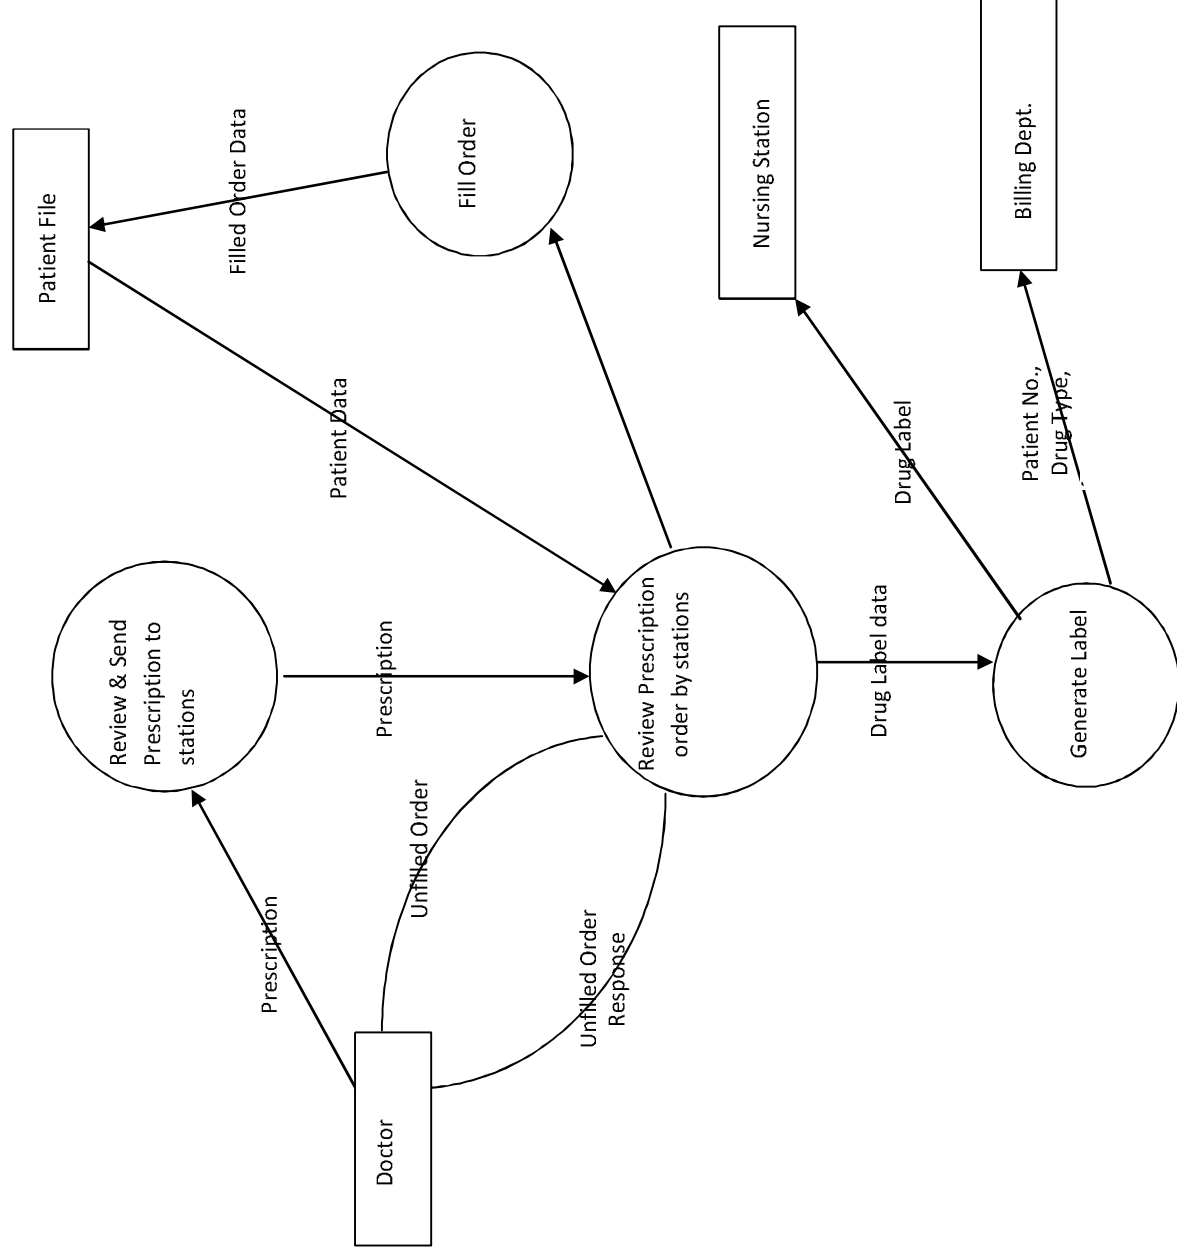 Patient File
Filled Order Data
Fill Order
Patient Data
Review & Send
Prescription to
stations
Prescription
Prescription
Unfilled Order
Unfilled Order
Response
Doctor
Review Prescription
order by stations
Drug Label data
Generate Label
Drug Label
Nursing Station
Patient No.,
Drug Type,
Billing Dept.